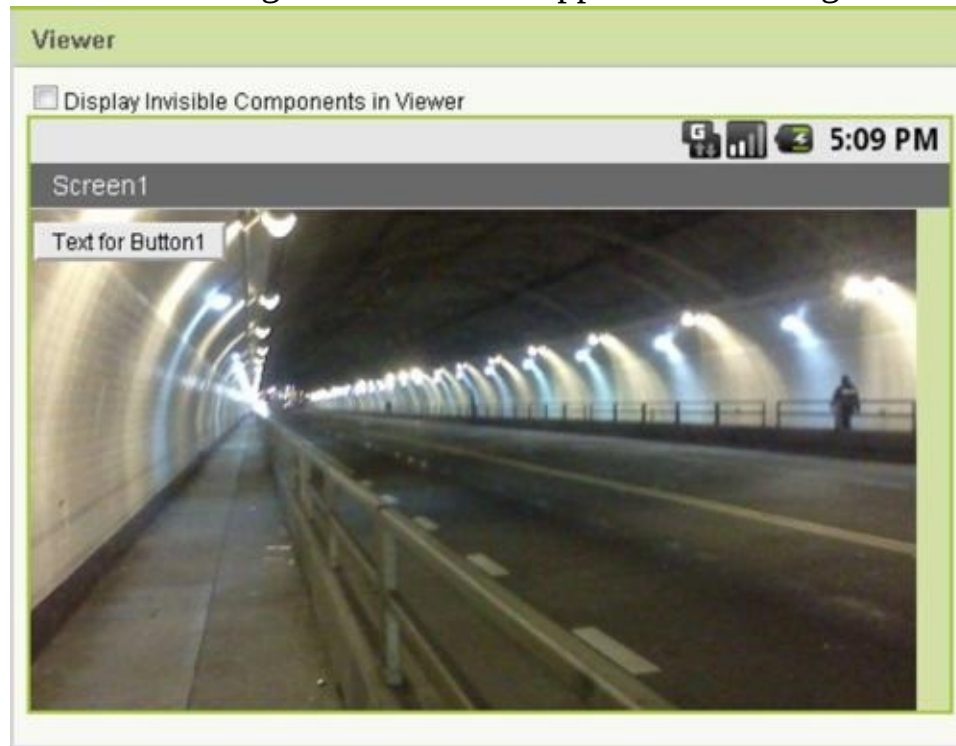 Viewer
Display Invisible Components in Viewer
G 5:09 PM
Screen1
Text for Button1